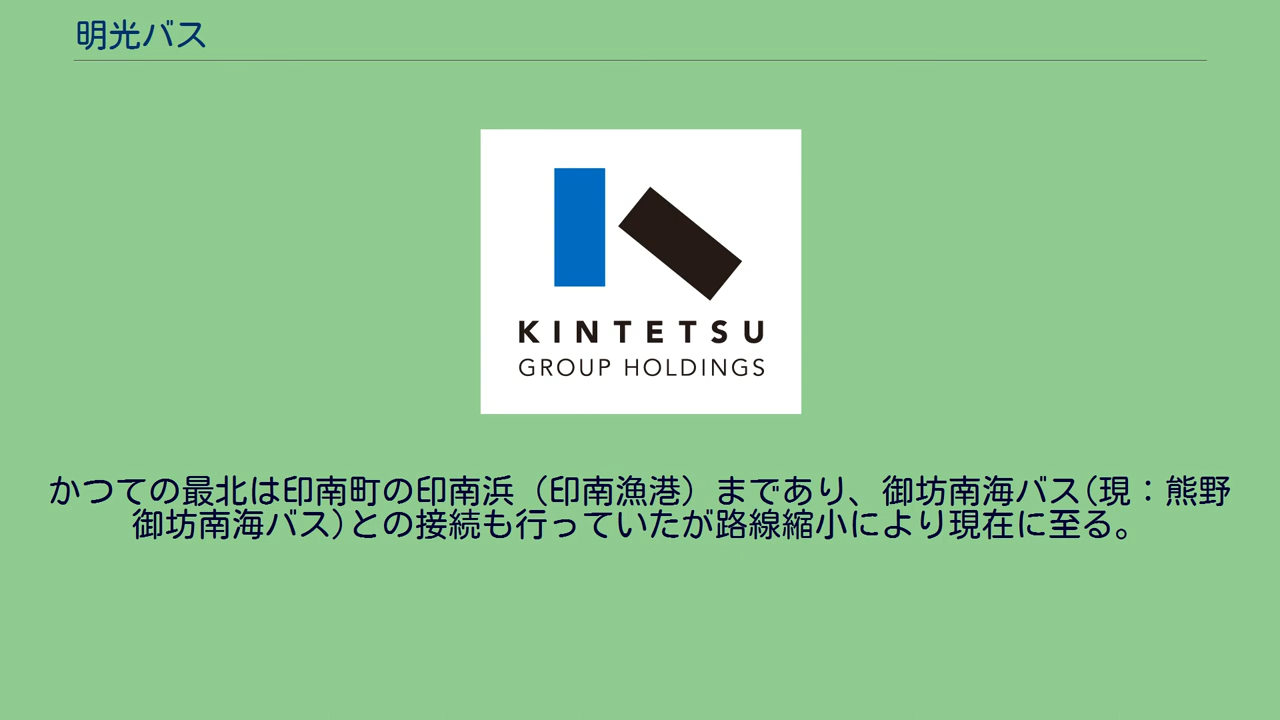 明光バス
KINTETSU
GROUP HOLDINGS
かつての最北は印南町の印南浜（印南漁港）まであり、御坊南海バス(現：熊野
御坊南海バス)との接続も行っていたが路線縮小により現在に至る。